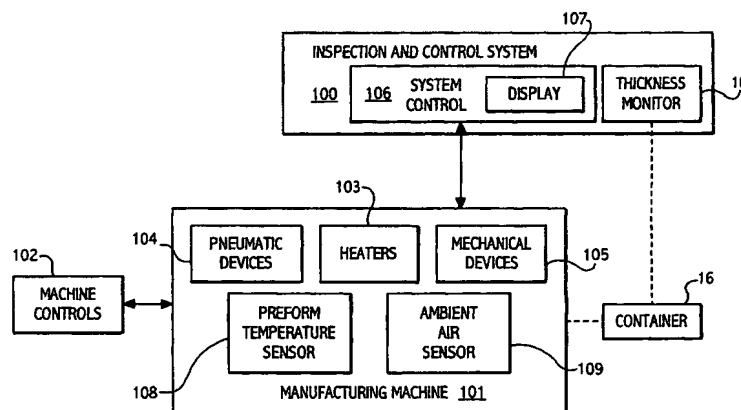 107
INSPECTION AND CONTROL SYSTEM
100
106
SYSTEM
CONTROL
DISPLAY
THICKNESS
MONITOR
103
104
PNEUMATIC
DEVICES
HEATERS
MECHANICAL
DEVICES
105
102
MACHINE
CONTROLS
16
CONTAINER
PREFORM
TEMPERATURE
SENSOR
AMBIENT
AIR
SENSOR
108
109
MANUFACTURING MACHINE 101